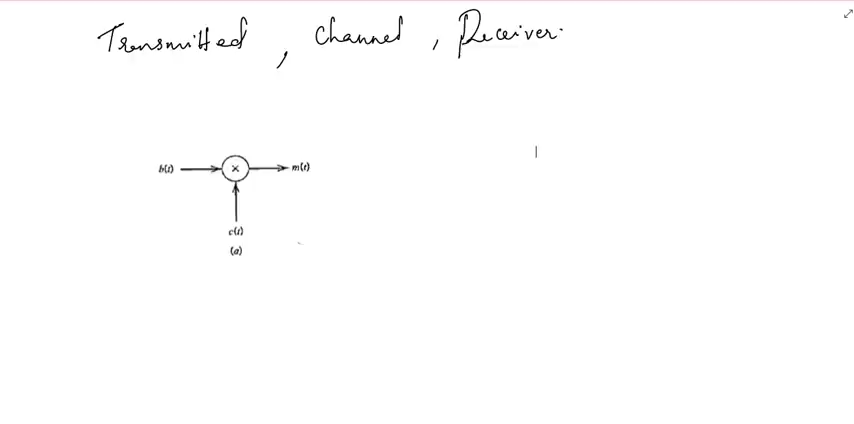 Transmitted, Channel, Receiver.
b(t) m(t)
c(t)
(a)